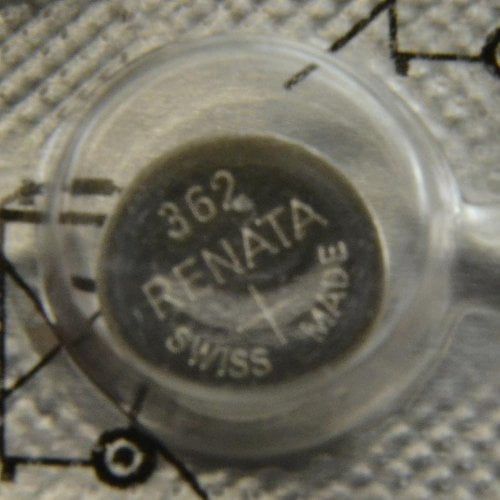 362
RENATA
+
SWISS MADE